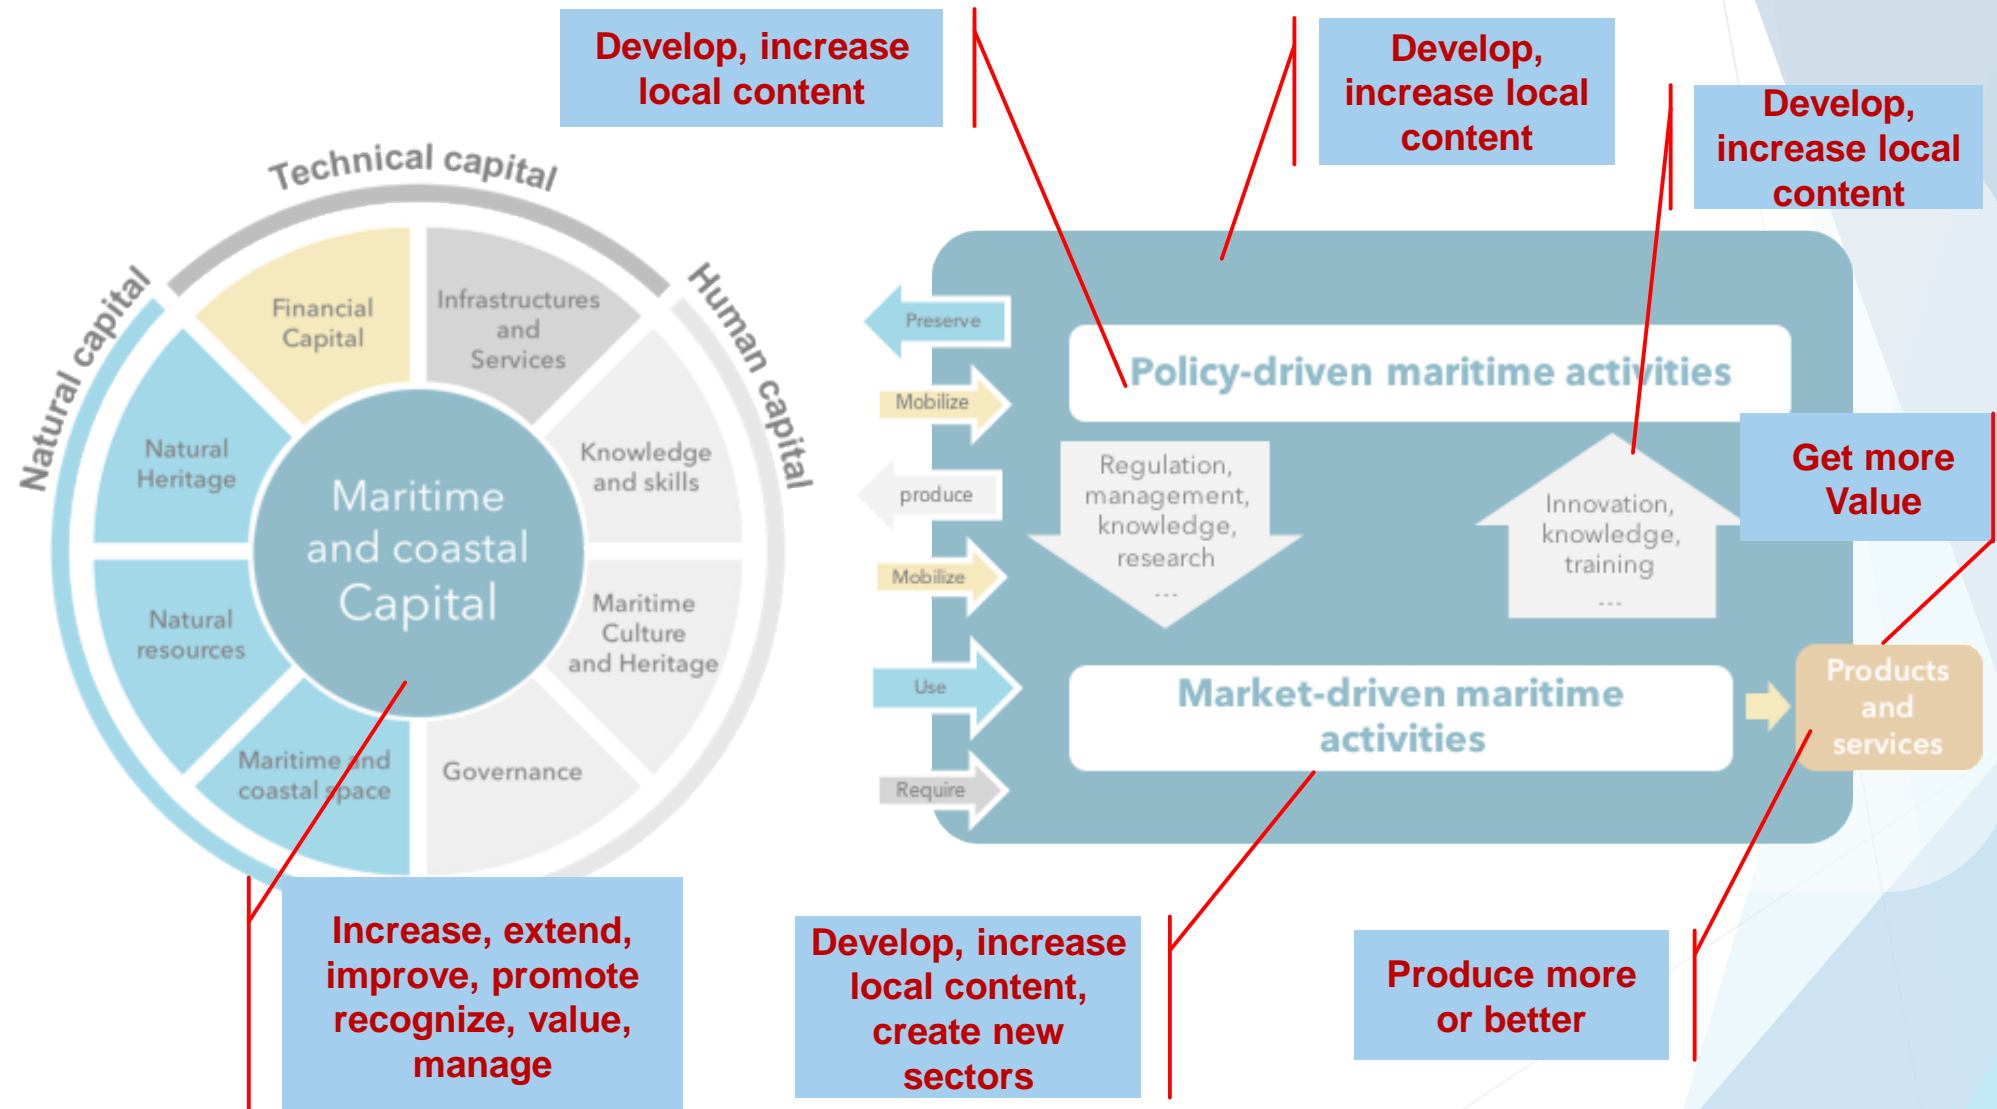 Develop, increase
local content
Develop,
increase local
content
Develop,
increase local
content
Technical capital
Natural capital
Human capital
Financial
Capital
Infrastructures
and
Services
Natural
Heritage
Knowledge
and skills
Maritime
and coastal
Capital
Natural
resources
Maritime
Culture
and Heritage
Maritime and
coastal space
Governance
Preserve
Mobilize
produce
Mobilize
Use
Require
Policy-driven maritime activities
Regulation,
management,
knowledge,
research
...
Innovation,
knowledge,
training
...
Get more
Value
Market-driven maritime
activities
Products
and
services
Increase, extend,
improve, promote
recognize, value,
manage
Develop, increase
local content,
create new
sectors
Produce more
or better